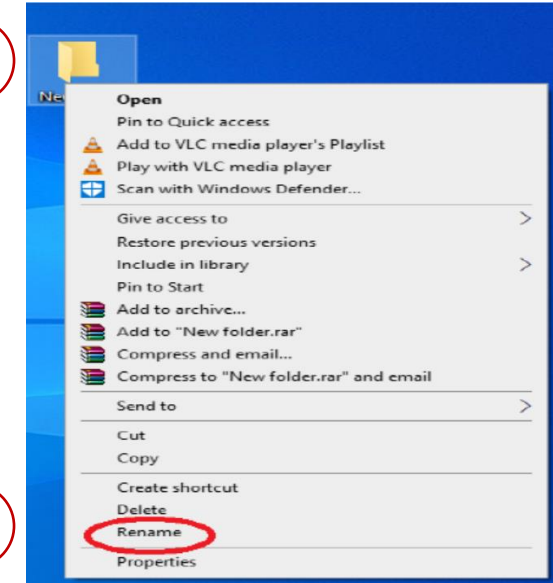 Ne
Open
Pin to Quick access
Add to VLC media player's Playlist
Play with VLC media player
Scan with Windows Defender...
Give access to
Restore previous versions
Include in library
Pin to Start
Add to archive...
Add to "New folder.rar"
Compress and email...
Compress to "New folder.rar" and email
Send to
Cut
Copy
Create shortcut
Delete
Rename
Properties